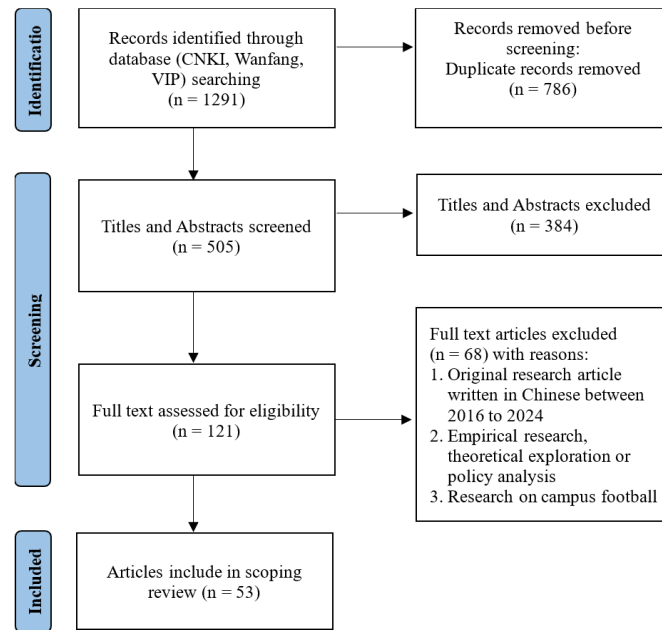 Identificatio
Records identified through
database (CNKI, Wanfang,
VIP) searching
(n = 1291)
Records removed before
screening:
Duplicate records removed
(n = 786)
Screening
Titles and Abstracts screened
(n = 505)
Titles and Abstracts excluded
(n = 384)
Full text assessed for eligibility
(n = 121)
Full text articles excluded
(n = 68) with reasons:
1. Original research article
written in Chinese between
2016 to 2024
2. Empirical research,
theoretical exploration or
policy analysis
3. Research on campus football
Included
Articles include in scoping
review (n = 53)